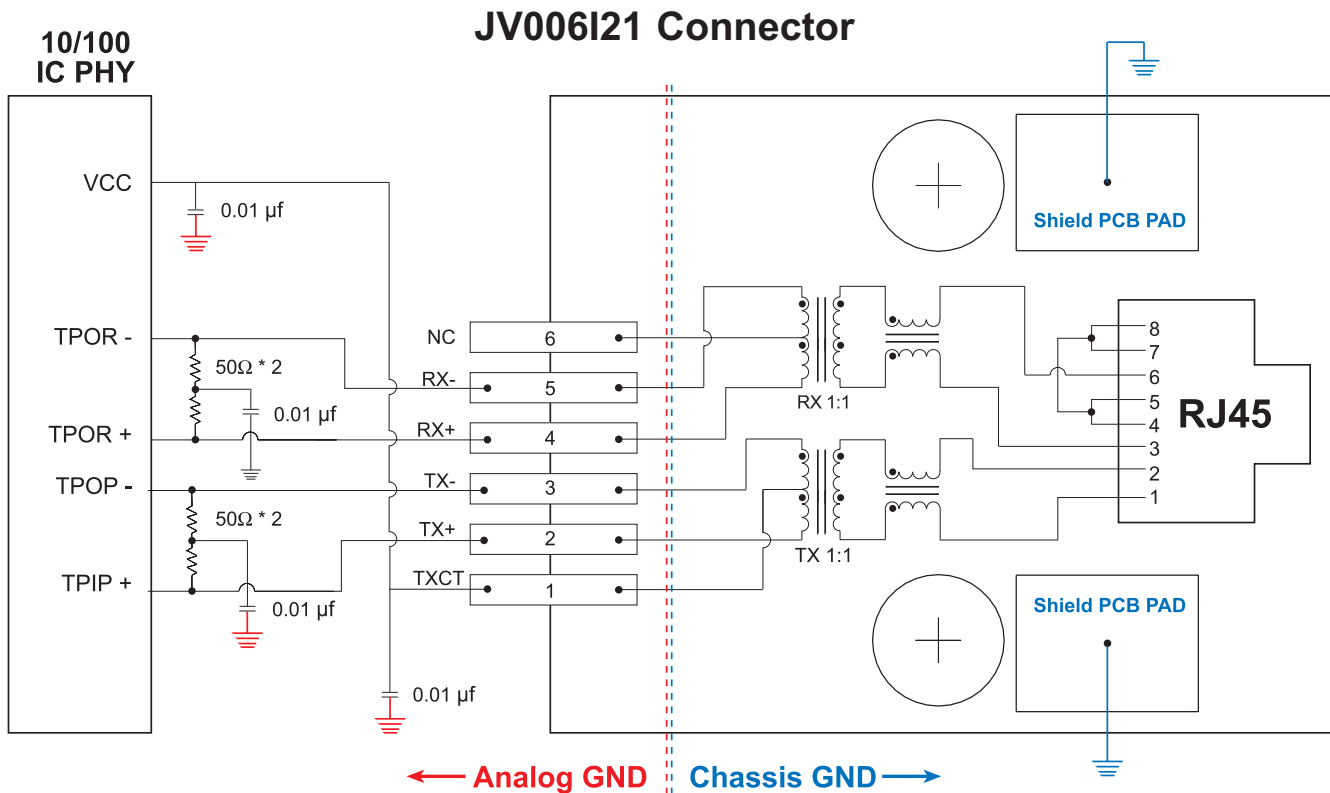 JV006I21 Connector
10/100
IC PHY
VCC
0.01 µf
Shield PCB PAD
TPOR -
50Ω * 2
0.01 µf
TPOR +
TPOP -
50Ω * 2
TPIP +
0.01 µf
0.01 µf
NC
6
RX-
5
RX+
4
TX-
3
TX+
2
TXCT
1
RX 1:1
TX 1:1
8
7
6
5
4
3
2
1
RJ45
Shield PCB PAD
Analog GND
Chassis GND